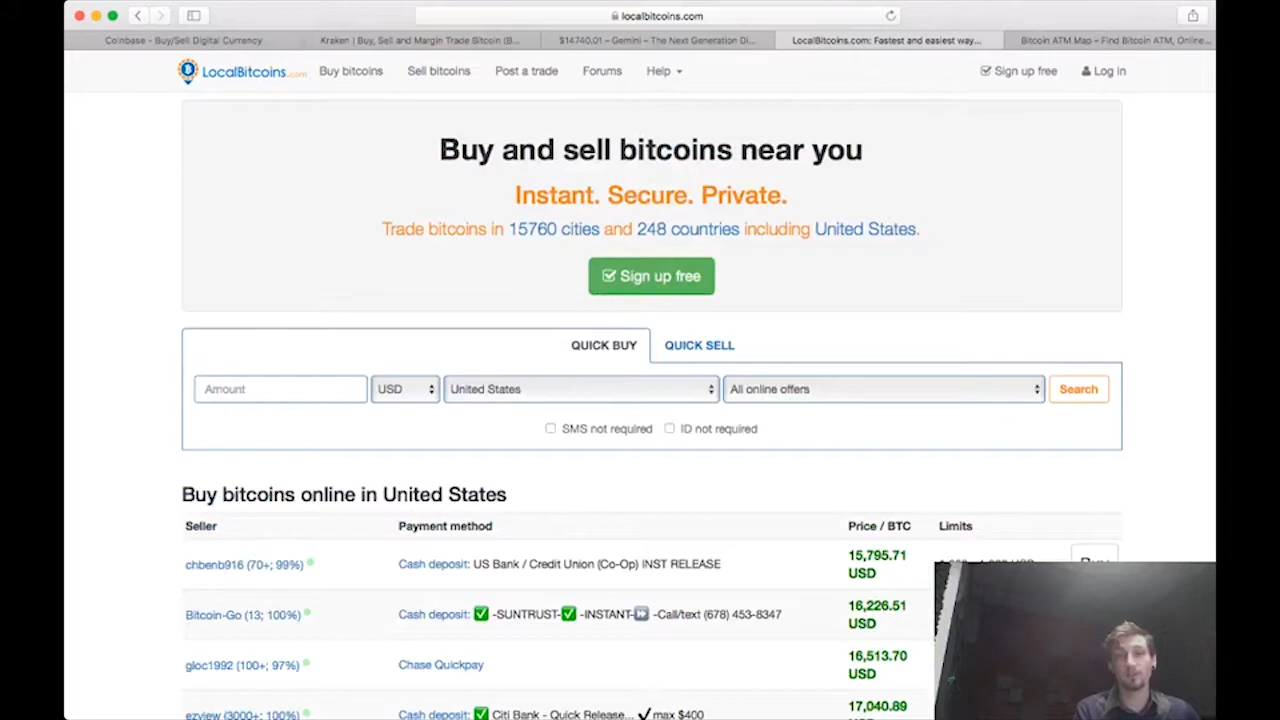 localbitcoins.com
Coinbase - Buy/Sell Digital Currency
Kraken | Buy, Sell and Margin Trade Bitcoin (B...
$14740.01 - Gemini - The Next Generation Di...
LocalBitcoins.com: Fastest and easiest way...
Bitcoin ATM Map - Find Bitcoin ATM, Online...
LocalBitcoins.com
Buy bitcoins
Sell bitcoins
Post a trade
Forums
Help
Sign up free
Log in
Buy and sell bitcoins near you
Instant. Secure. Private.
Trade bitcoins in 15760 cities and 248 countries including United States.
Sign up free
QUICK BUY
QUICK SELL
Amount
USD
United States
All online offers
Search
SMS not required
ID not required
Buy bitcoins online in United States
Seller
Payment method
Price / BTC
Limits
chbenb916 (70+; 99%)
Cash deposit: US Bank / Credit Union (Co-Op) INST RELEASE
15,795.71
USD
Bitcoin-Go (13; 100%)
Cash deposit: ✅ -SUNTRUST-✅ -INSTANT-⏩ -Call/text (678) 453-8347
16,226.51
USD
gloc1992 (100+; 97%)
Chase Quickpay
16,513.70
USD
ezview (3000+; 100%)
Cash deposit: ✅ Citi Bank - Quick Release... ✔max $400
17,040.89